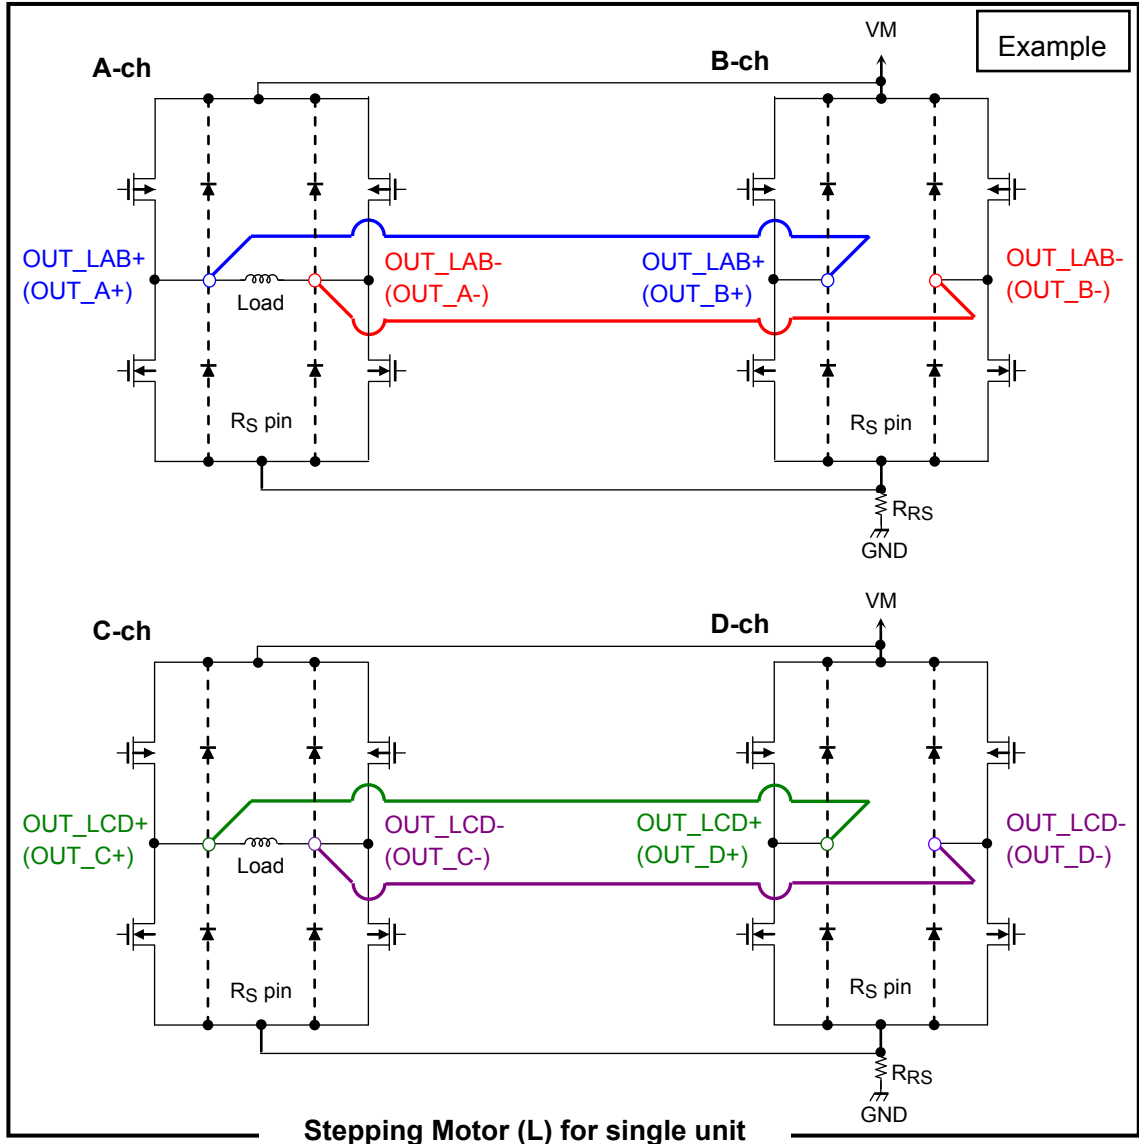 Example
VM
A-ch
B-ch
OUT_LAB+
(OUT_A+)
Load
OUT_LAB-
(OUT_A-)
OUT_LAB+
(OUT_B+)
OUT_LAB-
(OUT_B-)
RS pin
RS pin
RRS
GND
VM
C-ch
D-ch
OUT_LCD+
(OUT_C+)
Load
OUT_LCD-
(OUT_C-)
OUT_LCD+
(OUT_D+)
OUT_LCD-
(OUT_D-)
RS pin
RS pin
RRS
GND
Stepping Motor (L) for single unit